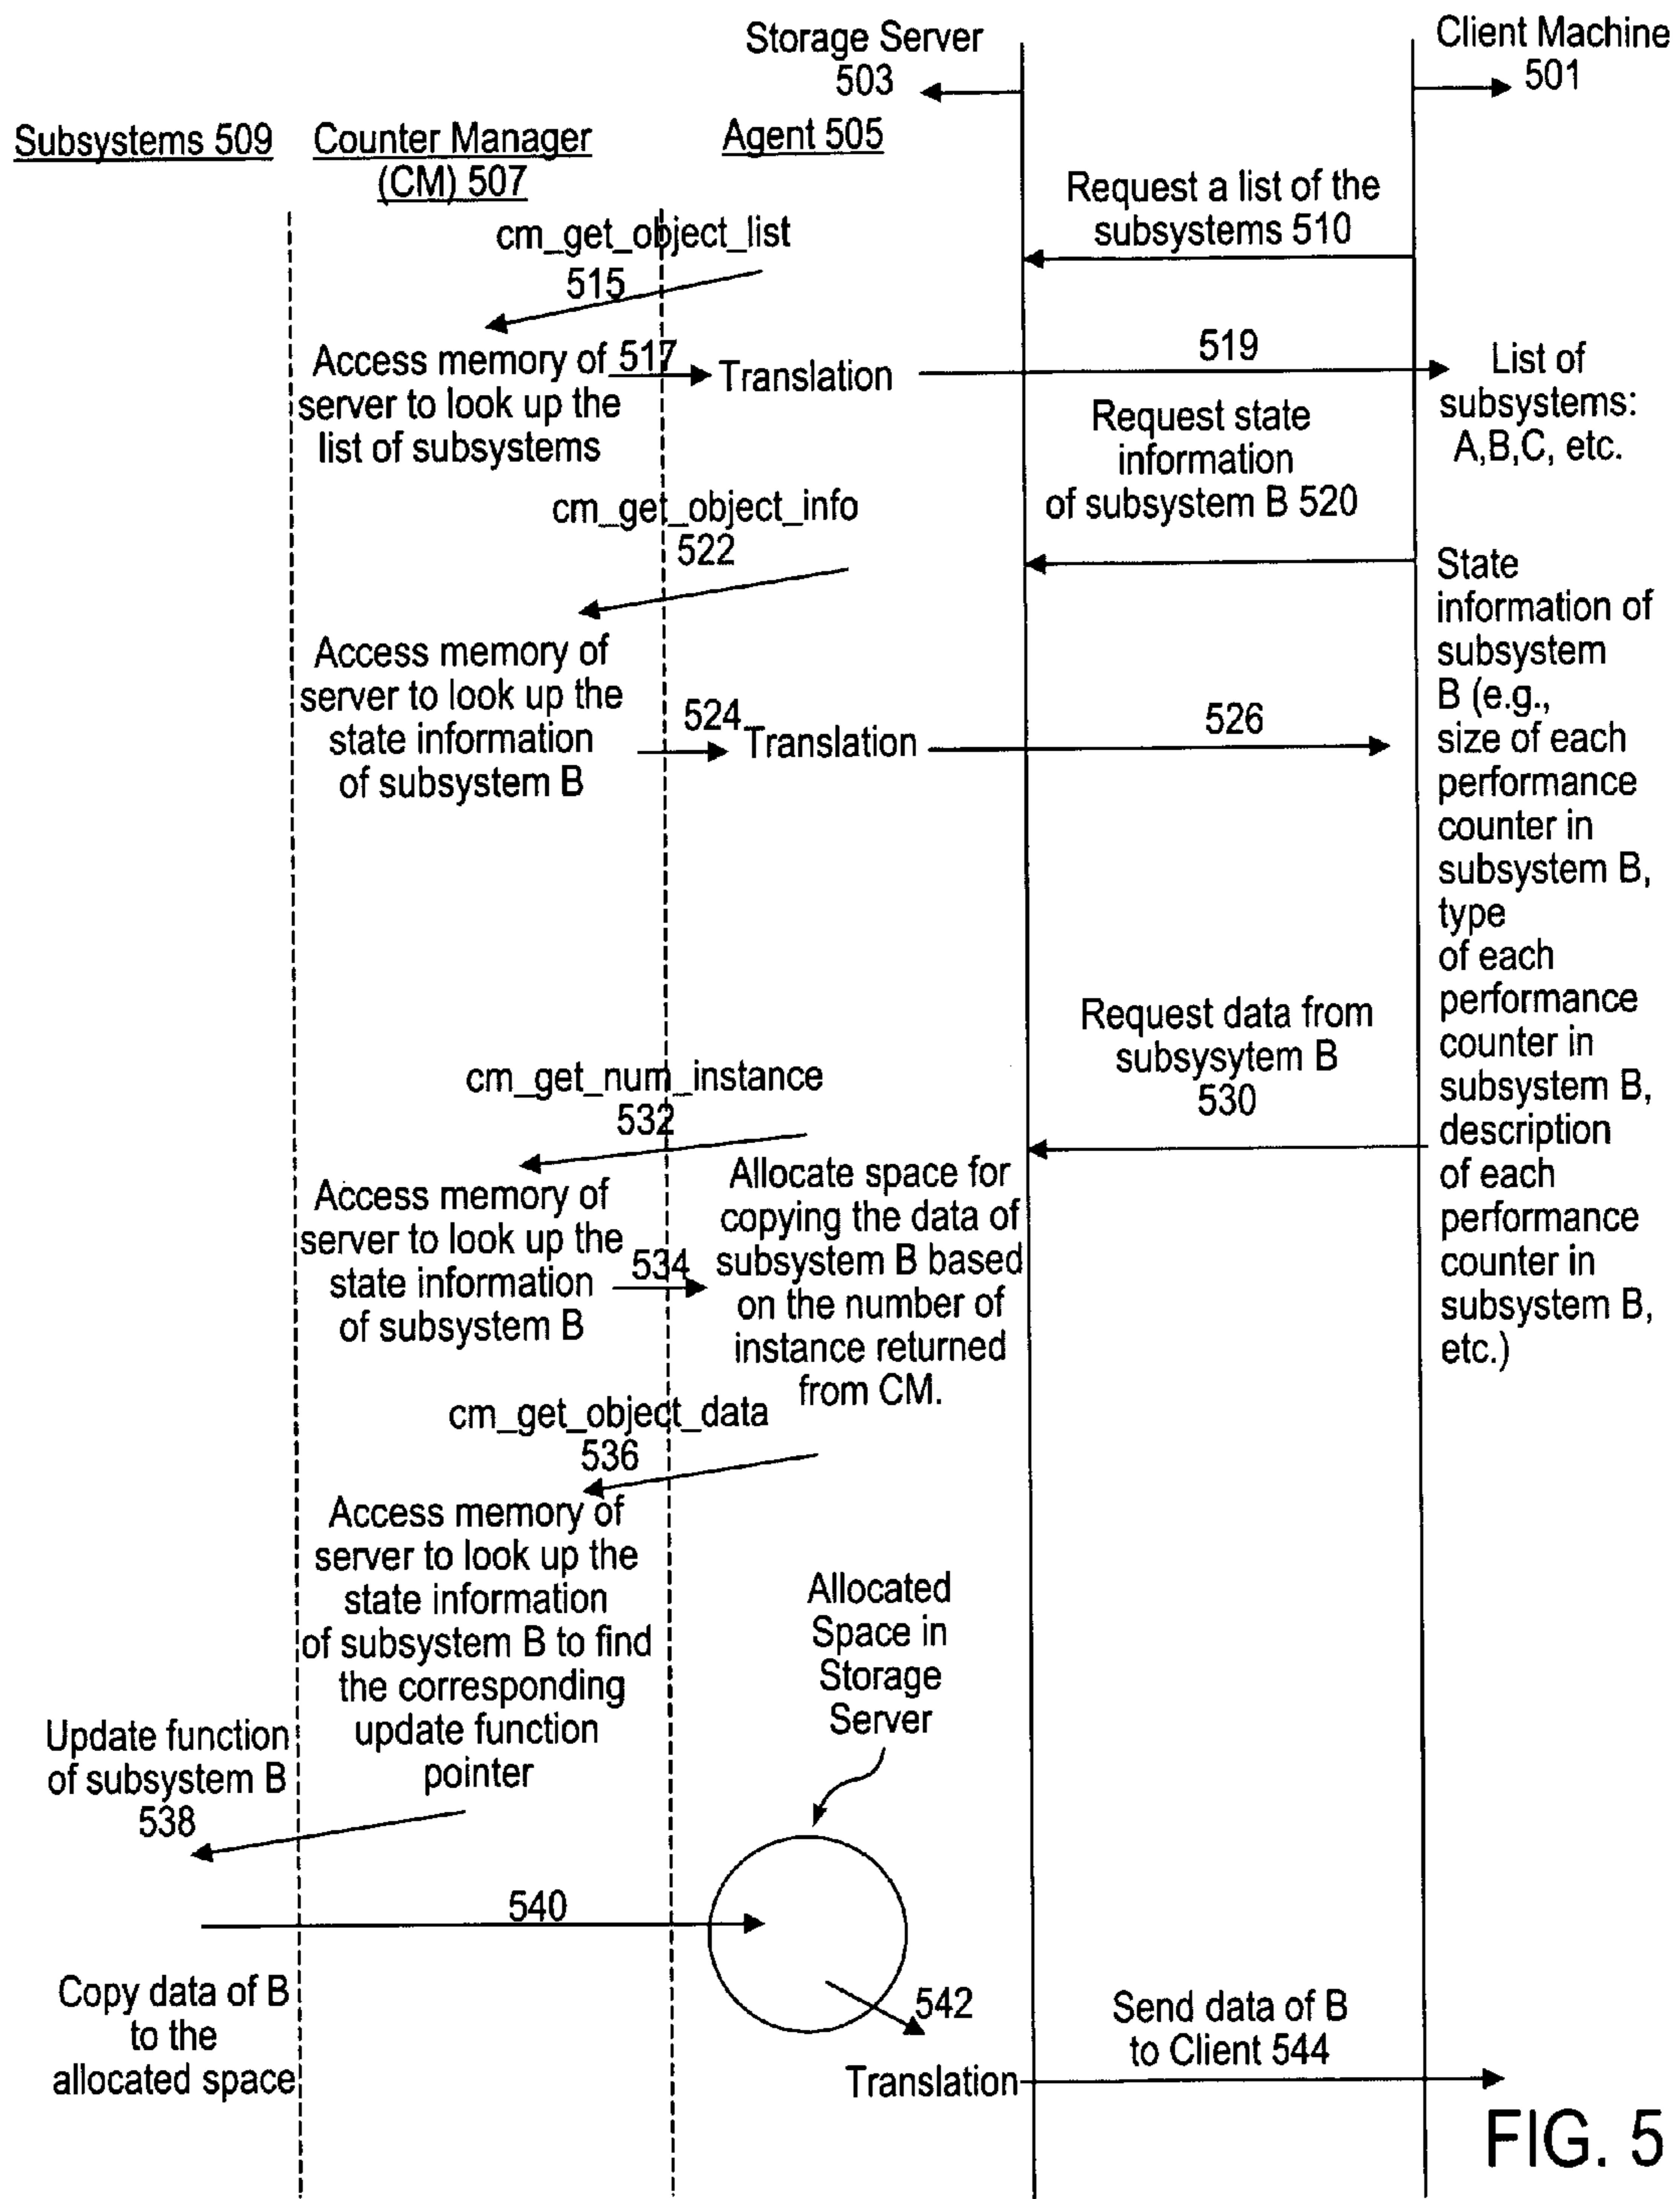 Storage Server
503
Client Machine
501
Subsystems 509
Counter Manager
(CM) 507
Agent 505
Request a list of the
subsystems 510
cm_get_object_list
515
Access memory of
server to look up the
list of subsystems
517
Translation
519
List of
subsystems:
A,B,C, etc.
Request state
information
of subsystem B 520
cm_get_object_info
522
Access memory of
server to look up the
state information
of subsystem B
524
Translation
526
State
information of
subsystem
B (e.g.,
size of each
performance
counter in
subsystem B,
type
of each
performance
counter in
subsystem B,
description
of each
performance
counter in
subsystem B,
etc.)
Request data from
subsysytem B
530
cm_get_num_instance
532
Access memory of
server to look up the
state information
of subsystem B
534
Allocate space for
copying the data of
subsystem B based
on the number of
instance returned
from CM.
cm_get_object_data
536
Access memory of
server to look up the
state information
of subsystem B to find
the corresponding
update function
pointer
Allocated
Space in
Storage
Server
Update function
of subsystem B
538
540
Copy data of B
to the
allocated space
542
Translation
Send data of B
to Client 544
FIG. 5